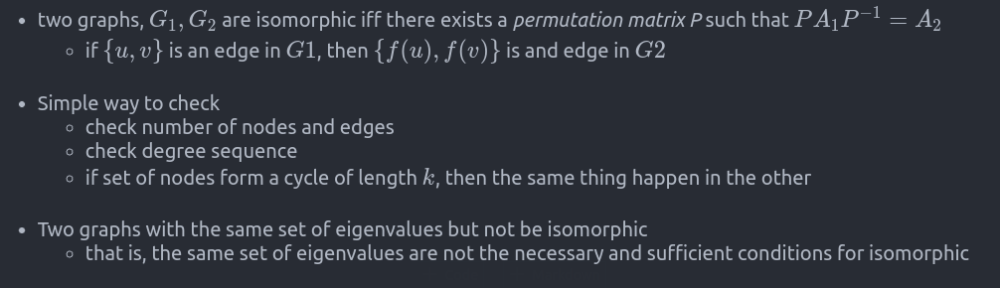 • two graphs, G₁, G₂ are isomorphic iff there exists a permutation matrix P such that PA₁P⁻¹ = A₂
◦ if {u, v} is an edge in G1, then {f(u), f(v)} is and edge in G2
• Simple way to check
◦ check number of nodes and edges
◦ check degree sequence
◦ if set of nodes form a cycle of length k, then the same thing happen in the other
• Two graphs with the same set of eigenvalues but not be isomorphic
◦ that is, the same set of eigenvalues are not the necessary and sufficient conditions for isomorphic